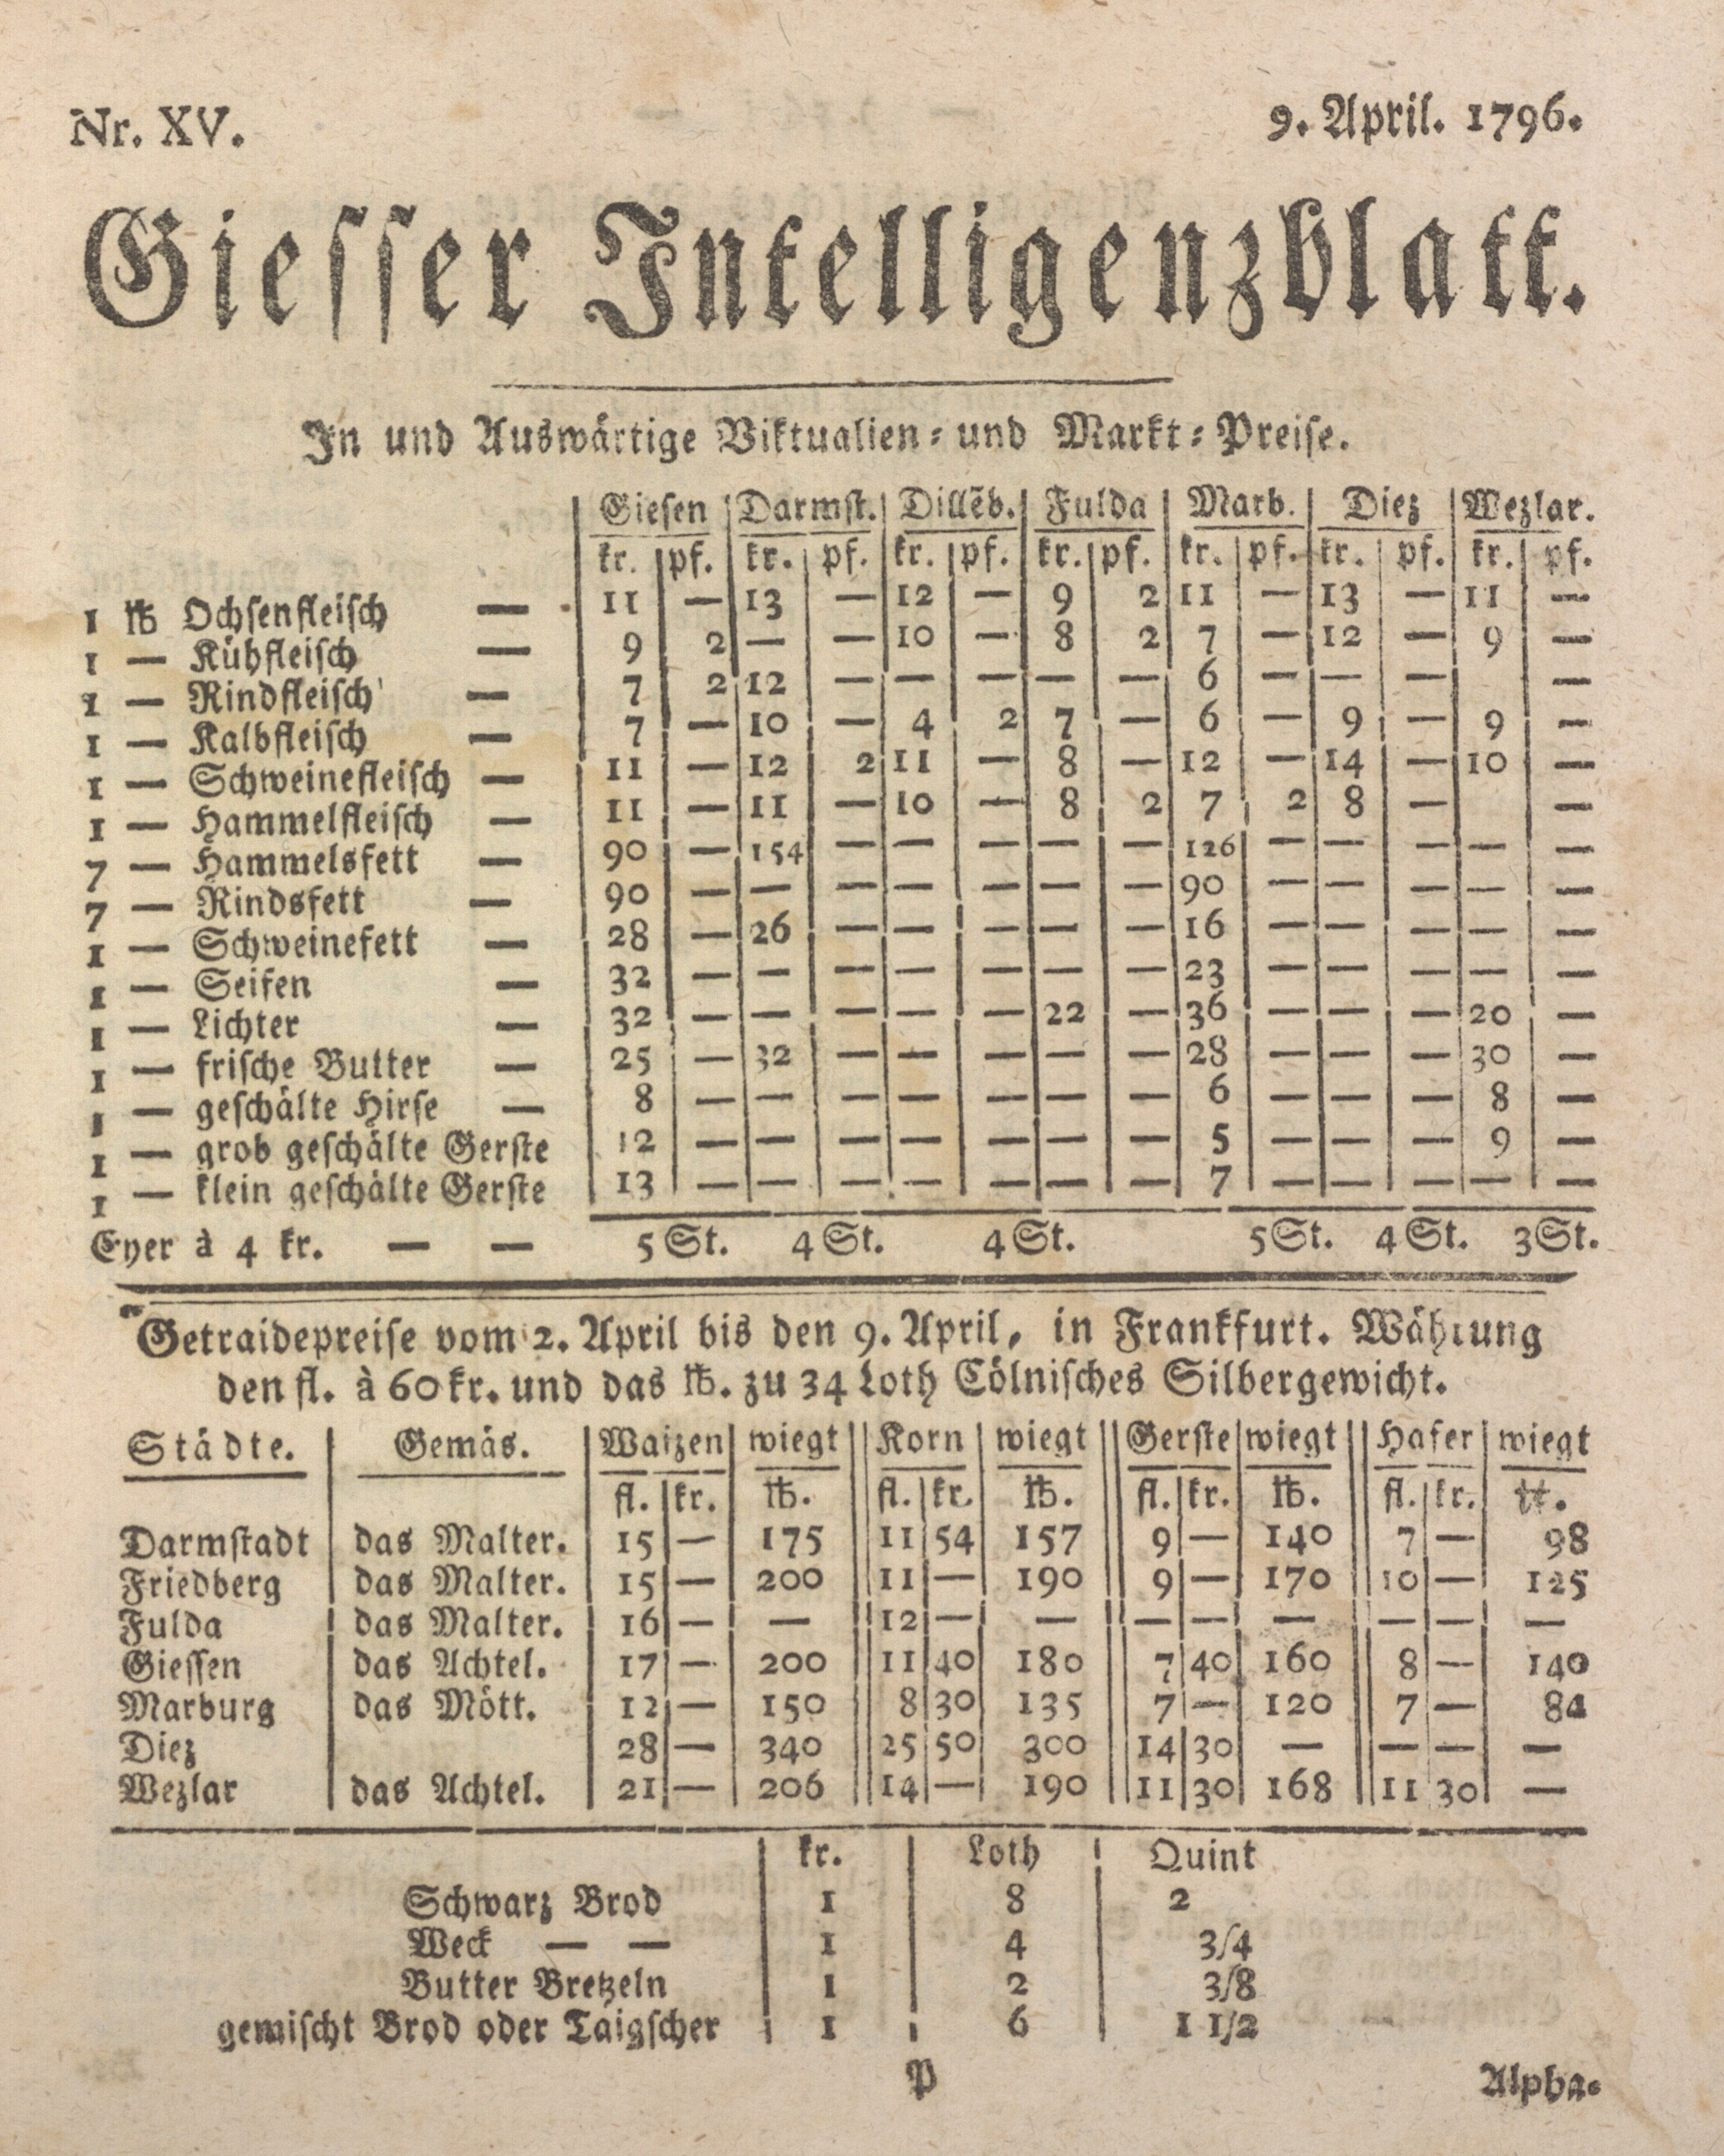 Nr. XV. 9. April. 1796.
Giesser Intelligenzblatt.
In und Auswärtige Viktualien- und Markt-Preise.
Giesen Darmst. Dillẽb. Fulda Marb. Diez Wezlar.
kr. pf. kr. pf. kr. pf. kr. pf. kr. pf. kr. pf. kr. pf.
1 ℔ Ochsenfleisch — 11 — 13 — 12 — 9 2 11 — 13 — 11 —
1 — Kühfleisch — 9 2 — — 10 — 8 2 7 — 12 — 9 —
1 — Rindfleisch — 7 2 12 — — — — — 6 — — — —
1 — Kalbfleisch — 7 — 10 — 4 2 7 — 6 — 9 — 9 —
1 — Schweinefleisch — 11 — 12 2 11 — 8 — 12 — 14 — 10 —
1 — Hammelfleisch — 11 — 11 — 10 — 8 2 7 2 8 — —
7 — Hammelsfett — 90 — 154 — — — — — 126 — — — — —
7 — Rindsfett — 90 — — — — — — — 90 — — — — —
1 — Schweinefett — 28 — 26 — — — — — 16 — — — — —
1 — Seifen — 32 — — — — — — — 23 — — — — —
1 — Lichter — 32 — — — — — 22 — 36 — — — 20 —
1 — frische Butter — 25 — 32 — — — — — 28 — — — 30 —
1 — geschälte Hirse — 8 — — — — — — — 6 — — — 8 —
1 — grob geschälte Gerste 12 — — — — — — — 5 — — — 9 —
1 — klein geschälte Gerste 13 — — — — — — — 7 — — — — —
Eyer à 4 kr. — — 5 St. 4 St. 4 St. 5 St. 4 St. 3 St.
Getraidepreise vom 2. April bis den 9. April, in Frankfurt. Währung
den fl. à 60 kr. und das ℔. zu 34 Loth Cölnisches Silbergewicht.
Städte. Gemäs. Waizen wiegt Korn wiegt Gerste wiegt Hafer wiegt
fl. kr. ℔. fl. kr. ℔. fl. kr. ℔. fl. kr. ℔.
Darmstadt das Malter. 15 — 175 11 54 157 9 — 140 7 — 98
Friedberg das Malter. 15 — 200 11 — 190 9 — 170 10 — 125
Fulda das Malter. 16 — — 12 — — — — — — — —
Giessen das Achtel. 17 — 200 11 40 180 7 40 160 8 — 140
Marburg das Mött. 12 — 150 8 30 135 7 — 120 7 — 84
Diez 28 — 340 25 50 300 14 30 — — — —
Wezlar das Achtel. 21 — 206 14 — 190 11 30 168 11 30 —
kr. Loth Quint
Schwarz Brod 1 8 2
Weck — — 1 4 3/4
Butter Bretzeln 1 2 3/8
gemischt Brod oder Taigscher 1 6 1 1/2
P Alpha-